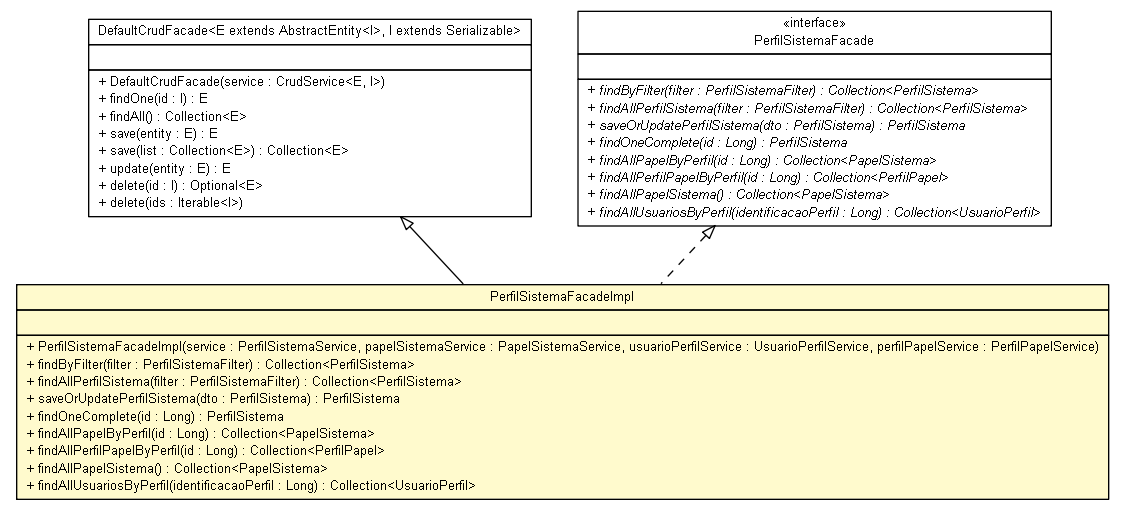 DefaultCrudFacade<E extends AbstractEntity<I>, I extends Serializable>
+ DefaultCrudFacade(service : CrudService<E, I>)
+ findOne(id : I) : E
+ findAll() : Collection<E>
+ save(entity : E) : E
+ save(list : Collection<E>) : Collection<E>
+ update(entity : E) : E
+ delete(id : I) : Optional<E>
+ delete(ids : Iterable<I>)
«interface»
PerfilSistemaFacade
+ findByFilter(filter : PerfilSistemaFilter) : Collection<PerfilSistema>
+ findAllPerfilSistema(filter : PerfilSistemaFilter) : Collection<PerfilSistema>
+ saveOrUpdatePerfilSistema(dto : PerfilSistema) : PerfilSistema
+ findOneComplete(id : Long) : PerfilSistema
+ findAllPapelByPerfil(id : Long) : Collection<PapelSistema>
+ findAllPerfilPapelByPerfil(id : Long) : Collection<PerfilPapel>
+ findAllPapelSistema() : Collection<PapelSistema>
+ findAllUsuariosByPerfil(identificacaoPerfil : Long) : Collection<UsuarioPerfil>
PerfilSistemaFacadeImpl
+ PerfilSistemaFacadeImpl(service : PerfilSistemaService, papelSistemaService : PapelSistemaService, usuarioPerfilService : UsuarioPerfilService, perfilPapelService : PerfilPapelService)
+ findByFilter(filter : PerfilSistemaFilter) : Collection<PerfilSistema>
+ findAllPerfilSistema(filter : PerfilSistemaFilter) : Collection<PerfilSistema>
+ saveOrUpdatePerfilSistema(dto : PerfilSistema) : PerfilSistema
+ findOneComplete(id : Long) : PerfilSistema
+ findAllPapelByPerfil(id : Long) : Collection<PapelSistema>
+ findAllPerfilPapelByPerfil(id : Long) : Collection<PerfilPapel>
+ findAllPapelSistema() : Collection<PapelSistema>
+ findAllUsuariosByPerfil(identificacaoPerfil : Long) : Collection<UsuarioPerfil>